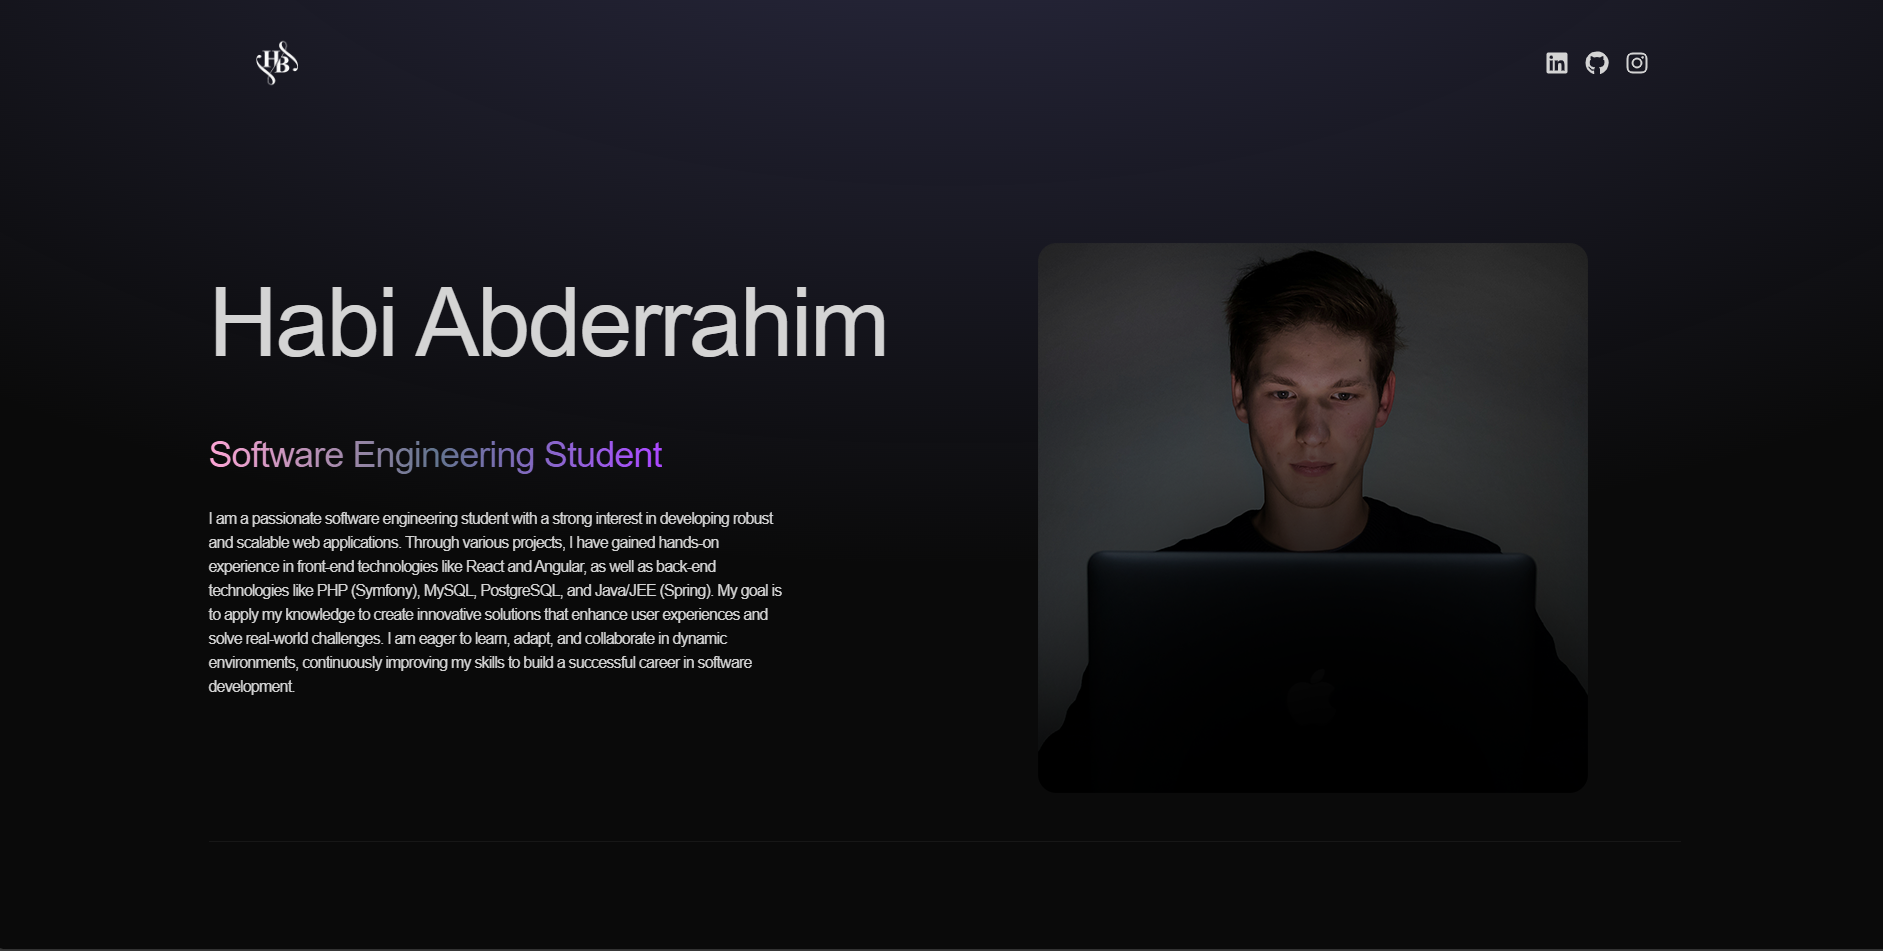 HB
in
Habi Abderrahim
Software Engineering Student
I am a passionate software engineering student with a strong interest in developing robust
and scalable web applications. Through various projects, I have gained hands-on
experience in front-end technologies like React and Angular, as well as back-end
technologies like PHP (Symfony), MySQL, PostgreSQL, and Java/JEE (Spring). My goal is
to apply my knowledge to create innovative solutions that enhance user experiences and
solve real-world challenges. I am eager to learn, adapt, and collaborate in dynamic
environments, continuously improving my skills to build a successful career in software
development.